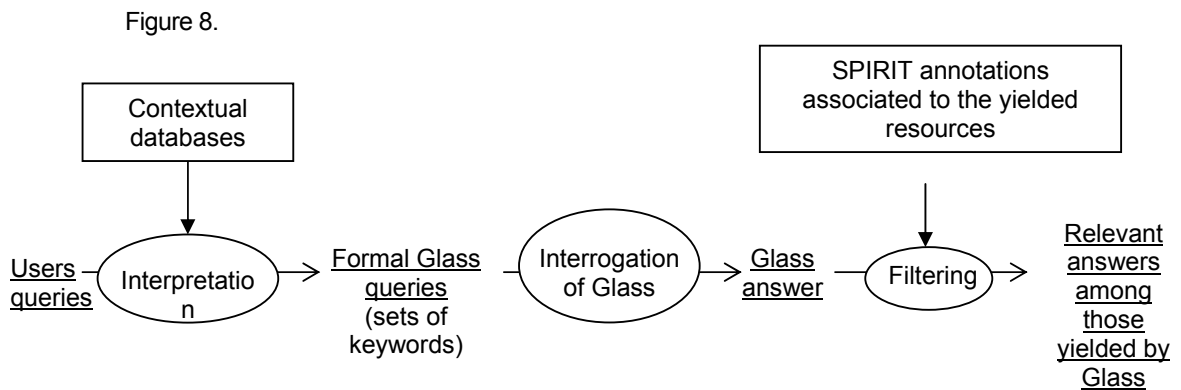 Figure 8.
Contextual
databases
SPIRIT annotations
associated to the yielded
resources
Users
queries
Interpretatio
n
Formal Glass
queries
(sets of
keywords)
Interrogation
of Glass
Glass
answer
Filtering
Relevant
answers
among
those
yielded by
Glass